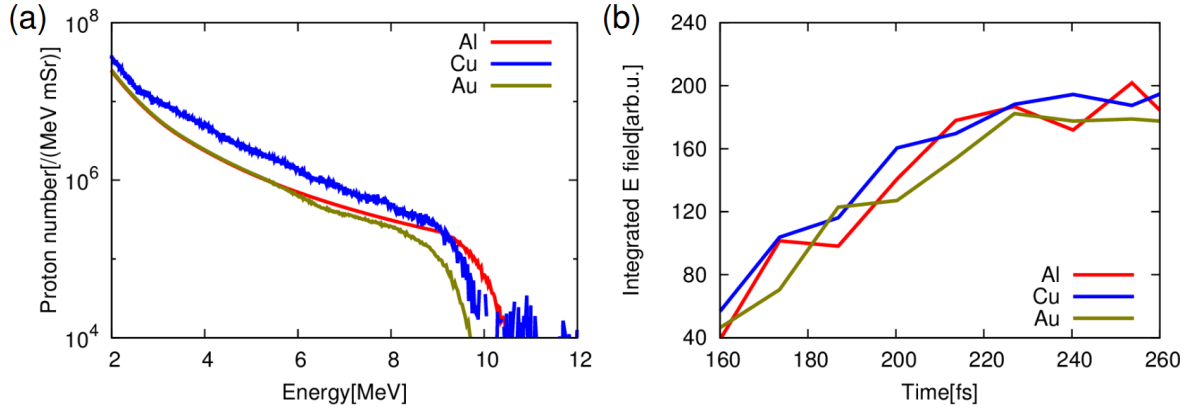 (a)
Proton number[/(MeV mSr)]
10^8
10^6
10^4
Al
Cu
Au
2 4 6 8 10 12
Energy[MeV]
(b)
Integrated E field[arb.u.]
240
200
160
120
80
40
Al
Cu
Au
160 180 200 220 240 260
Time[fs]